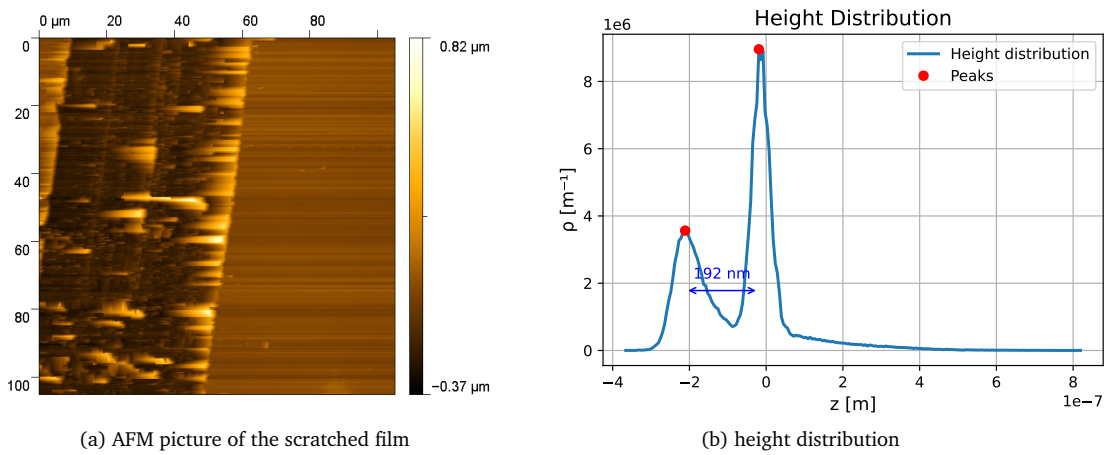 0 µm 20 40 60 80
0
20
40
60
80
100
0.82 µm
−0.37 µm
(a) AFM picture of the scratched film
Height Distribution
1e6
Height distribution
Peaks
192 nm
ρ [m⁻¹]
8
6
4
2
0
−4 −2 0 2 4 6 8
z [m]
1e−7
(b) height distribution